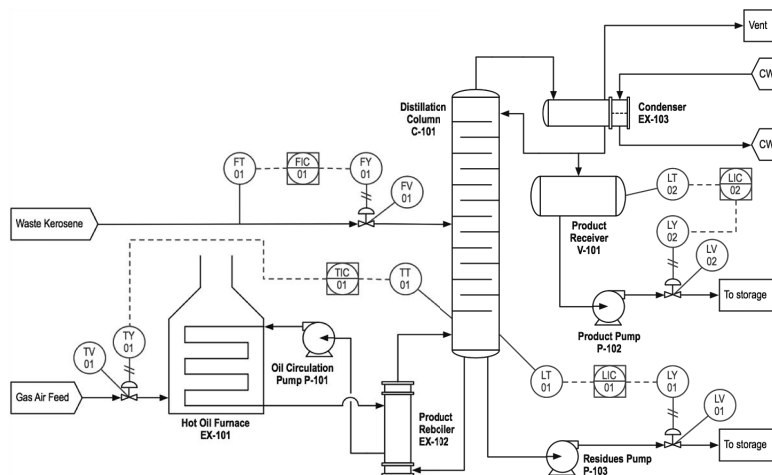 Vent
CW
Condenser
EX-103
CW
Distillation
Column
C-101
FT
01
FIC
01
FY
01
FV
01
Waste Kerosene
LT
02
LIC
02
Product
Receiver
V-101
LY
02
LV
02
To storage
Product Pump
P-102
TIC
01
TT
01
TV
01
TY
01
Gas Air Feed
Hot Oil Furnace
EX-101
Oil Circulation
Pump P-101
Product
Reboiler
EX-102
LT
01
LIC
01
LY
01
LV
01
To storage
Residues Pump
P-103